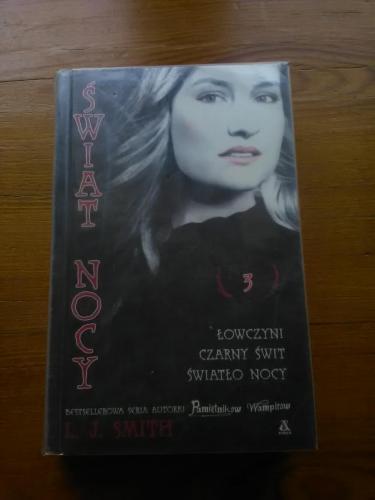 ŚWIAT NOCY
3
ŁOWCZYNI
CZARNY ŚWIT
ŚWIATŁO NOCY
BESTSELLEROWA SERIA AUTORKI Pamiętników Wampirów
L. J. SMITH